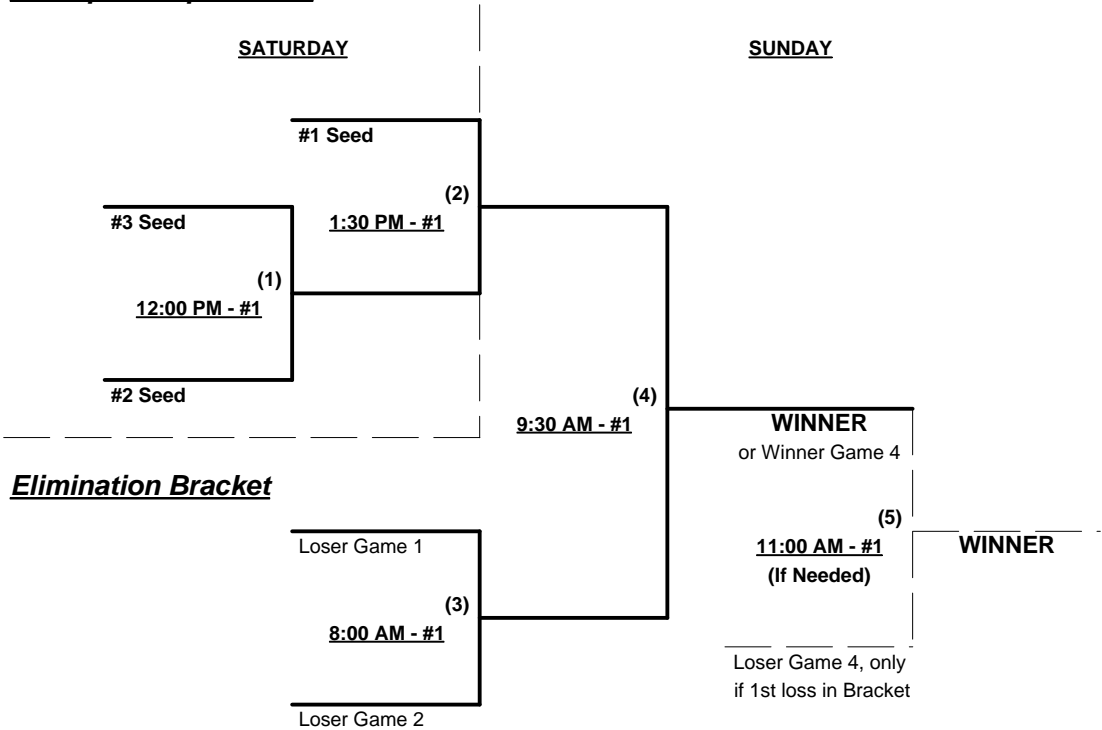 SATURDAY
SUNDAY
#1 Seed
(2)
1:30 PM - #1
#3 Seed
(1)
12:00 PM - #1
#2 Seed
(4)
9:30 AM - #1
WINNER
or Winner Game 4
Elimination Bracket
Loser Game 1
(5)
11:00 AM - #1
(If Needed)
WINNER
(3)
8:00 AM - #1
Loser Game 4, only
if 1st loss in Bracket
Loser Game 2